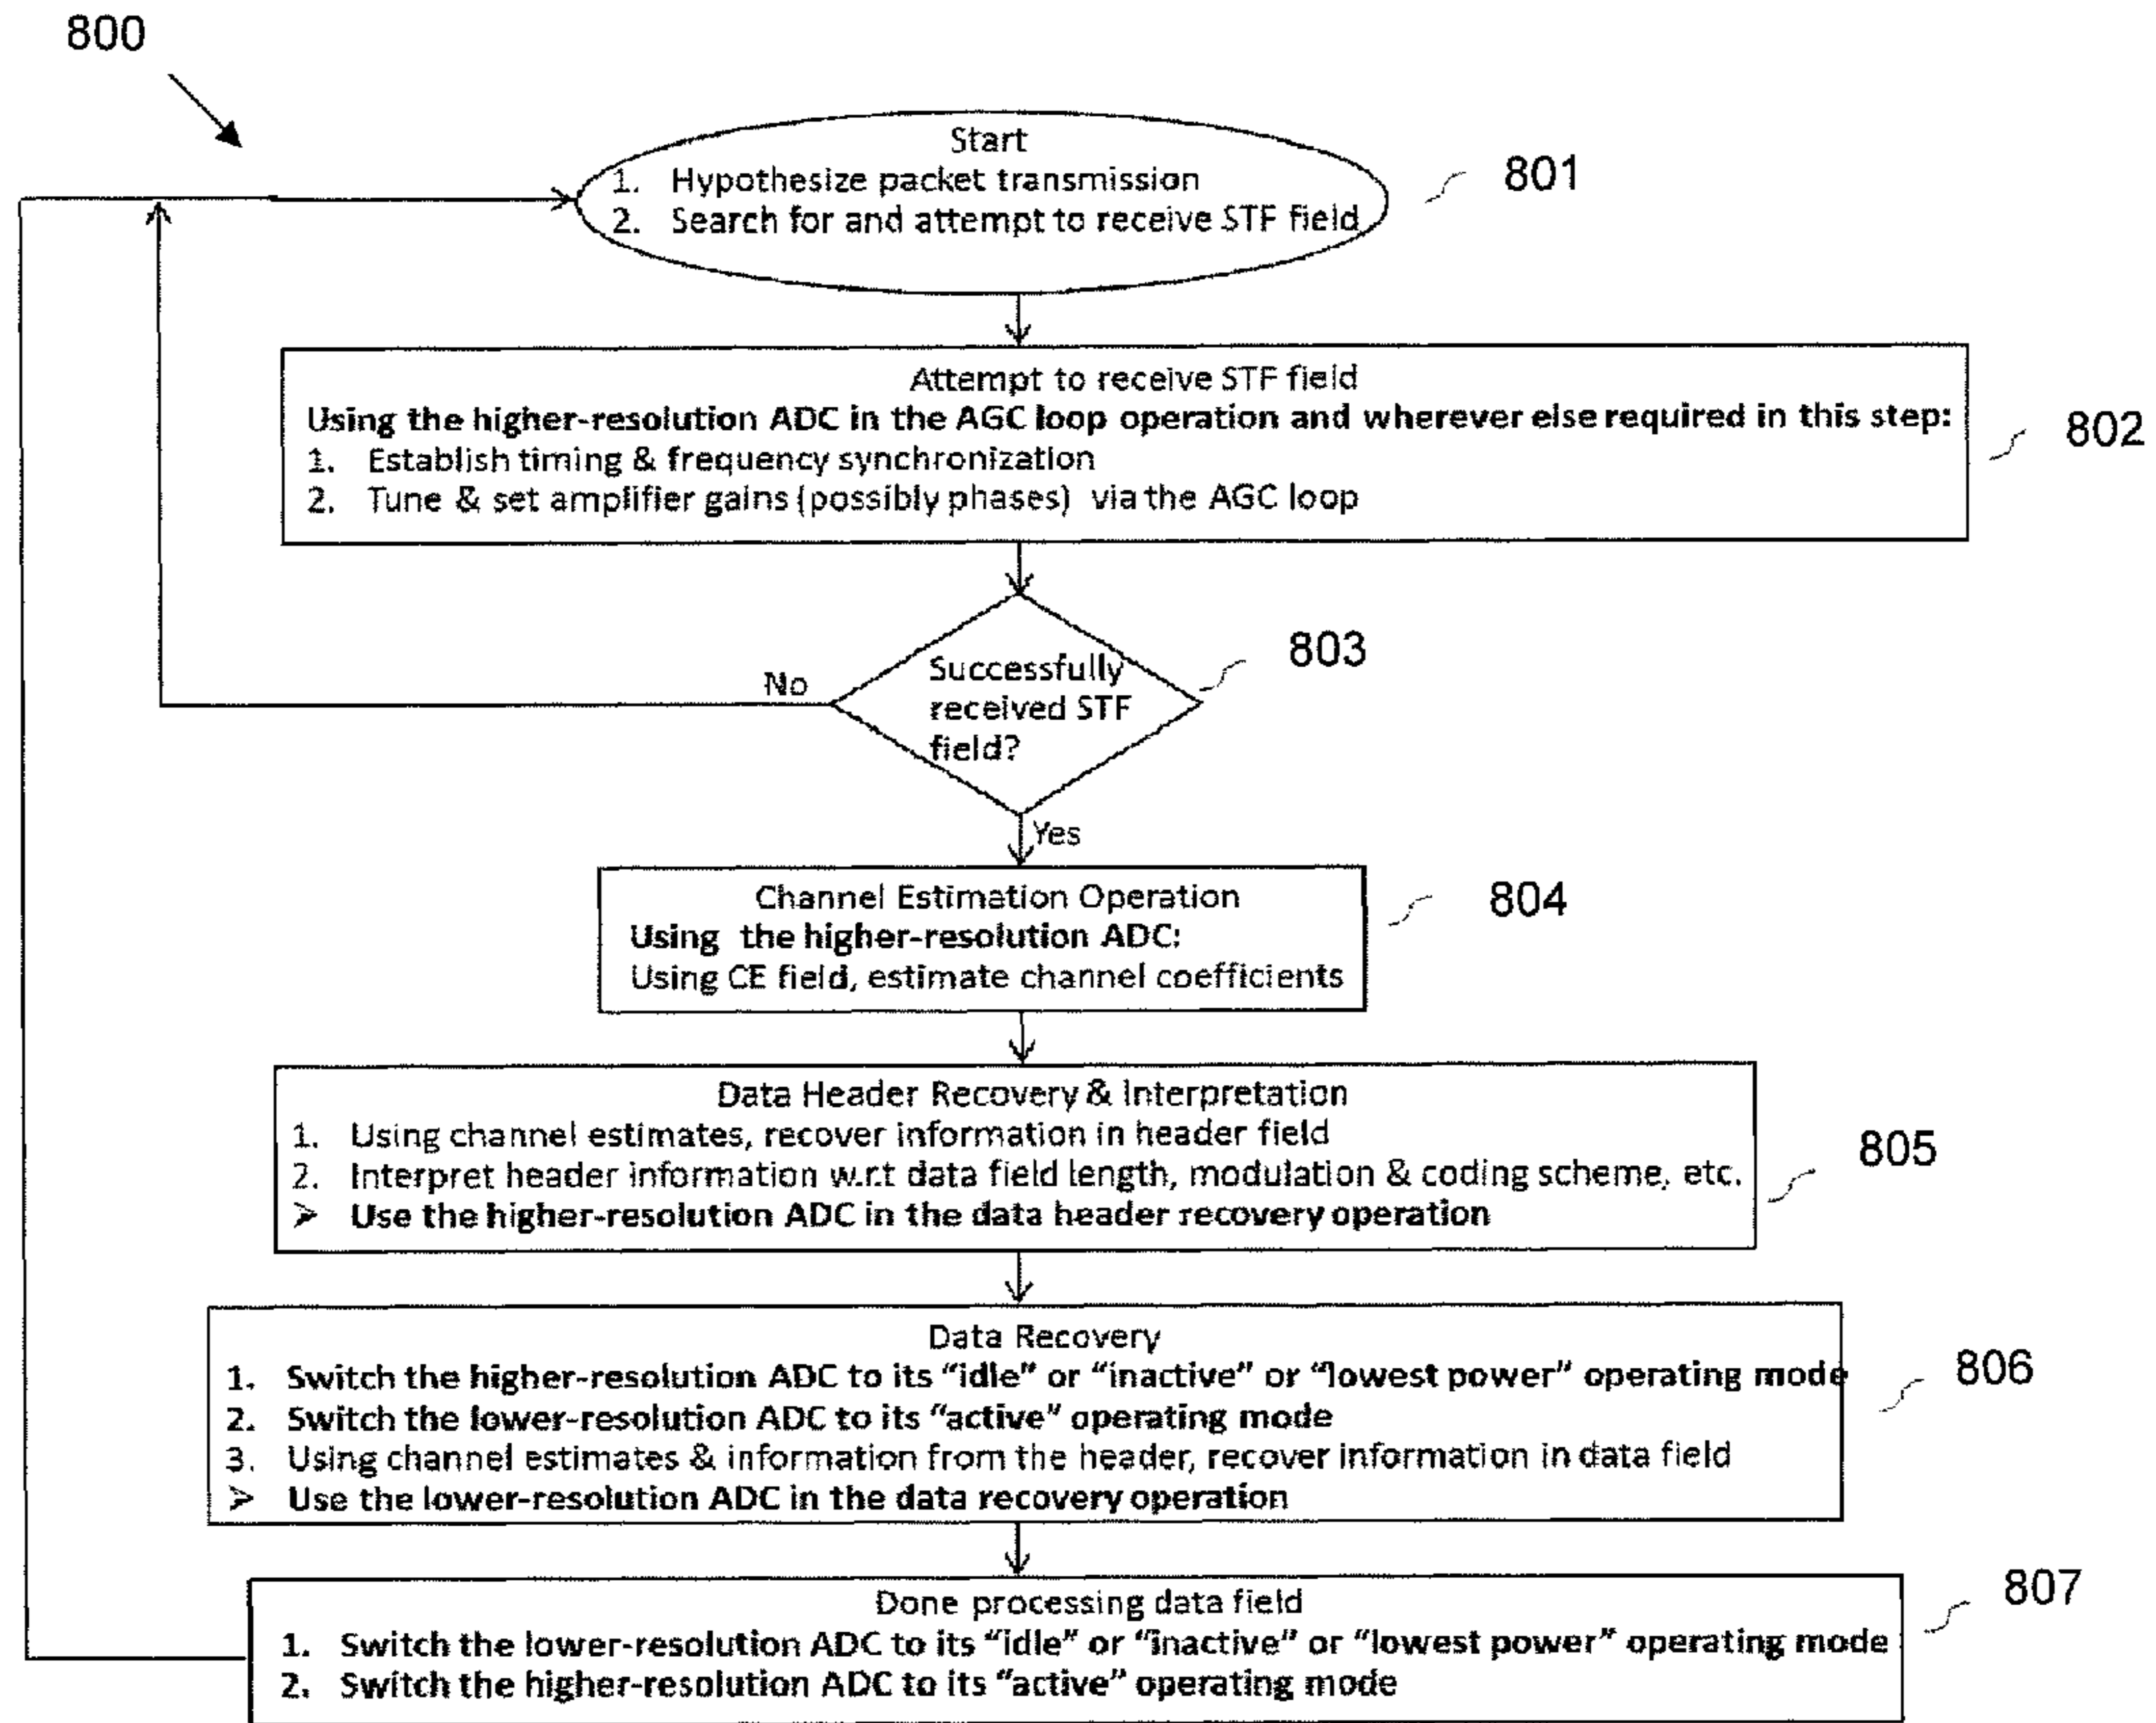 800
Start
1. Hypothesize packet transmission
2. Search for and attempt to receive STF field
801
Attempt to receive STF field
Using the higher-resolution ADC in the AGC loop operation and wherever else required in this step:
1. Establish timing & frequency synchronization
2. Tune & set amplifier gains (possibly phases) via the AGC loop
802
Successfully
received STF
field?
803
No
Yes
Channel Estimation Operation
Using the higher-resolution ADC:
Using CE field, estimate channel coefficients
804
Data Header Recovery & Interpretation
1. Using channel estimates, recover information in header field
2. Interpret header information w.r.t data field length, modulation & coding scheme, etc.
➤ Use the higher-resolution ADC in the data header recovery operation
805
Data Recovery
1. Switch the higher-resolution ADC to its “idle” or “inactive” or “lowest power” operating mode
2. Switch the lower-resolution ADC to its “active” operating mode
3. Using channel estimates & information from the header, recover information in data field
➤ Use the lower-resolution ADC in the data recovery operation
806
Done processing data field
1. Switch the lower-resolution ADC to its “idle” or “inactive” or “lowest power” operating mode
2. Switch the higher-resolution ADC to its “active” operating mode
807